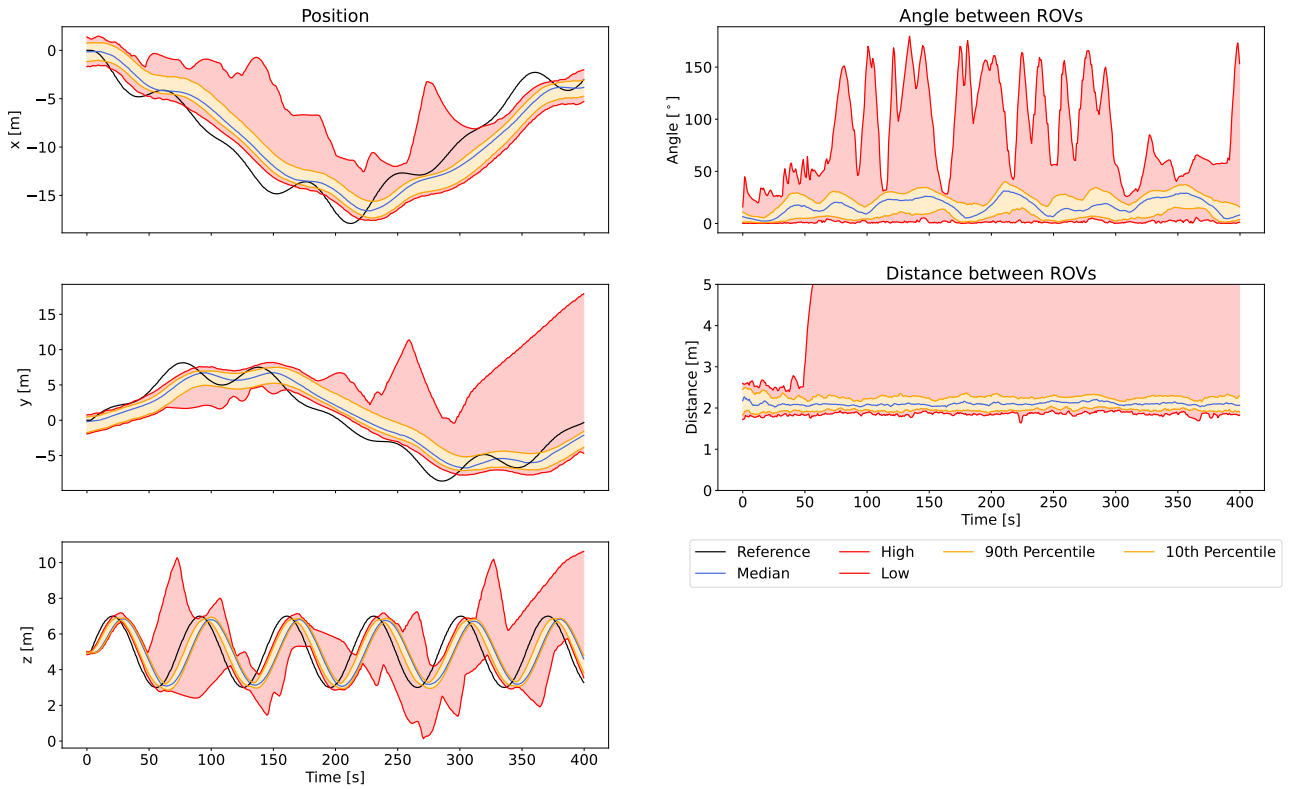 Position
0
−5
−10
−15
x [m]
15
10
5
0
−5
y [m]
10
8
6
4
2
0
z [m]
0 50 100 150 200 250 300 350 400
Time [s]
Angle between ROVs
150
100
50
0
Angle [°]
Distance between ROVs
5
4
3
2
1
0
Distance [m]
0 50 100 150 200 250 300 350 400
Time [s]
Reference High 90th Percentile 10th Percentile
Median Low